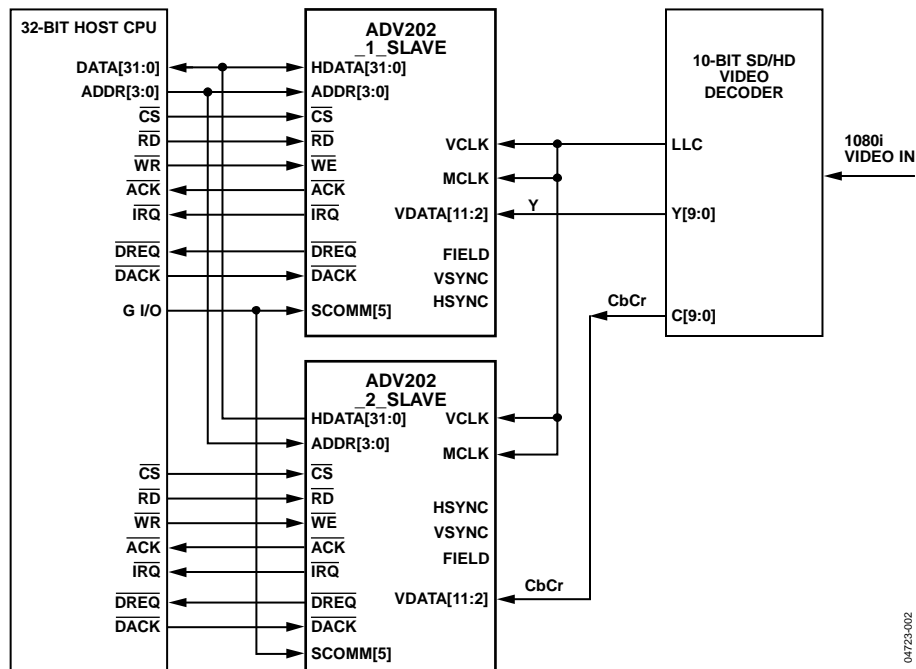 32-BIT HOST CPU
DATA[31:0]
ADDR[3:0]
CS
RD
WR
ACK
IRQ
DREQ
DACK
G I/O
CS
RD
WR
ACK
IRQ
DREQ
DACK
ADV202
_1_SLAVE
HDATA[31:0]
ADDR[3:0]
CS
RD
WE
ACK
IRQ
DREQ
DACK
SCOMM[5]
VCLK
MCLK
VDATA[11:2]
FIELD
VSYNC
HSYNC
ADV202
_2_SLAVE
HDATA[31:0]
ADDR[3:0]
CS
RD
WE
ACK
IRQ
DREQ
DACK
SCOMM[5]
VCLK
MCLK
HSYNC
VSYNC
FIELD
VDATA[11:2]
Y
CbCr
CbCr
10-BIT SD/HD
VIDEO
DECODER
LLC
Y[9:0]
C[9:0]
1080i
VIDEO IN
04723-002